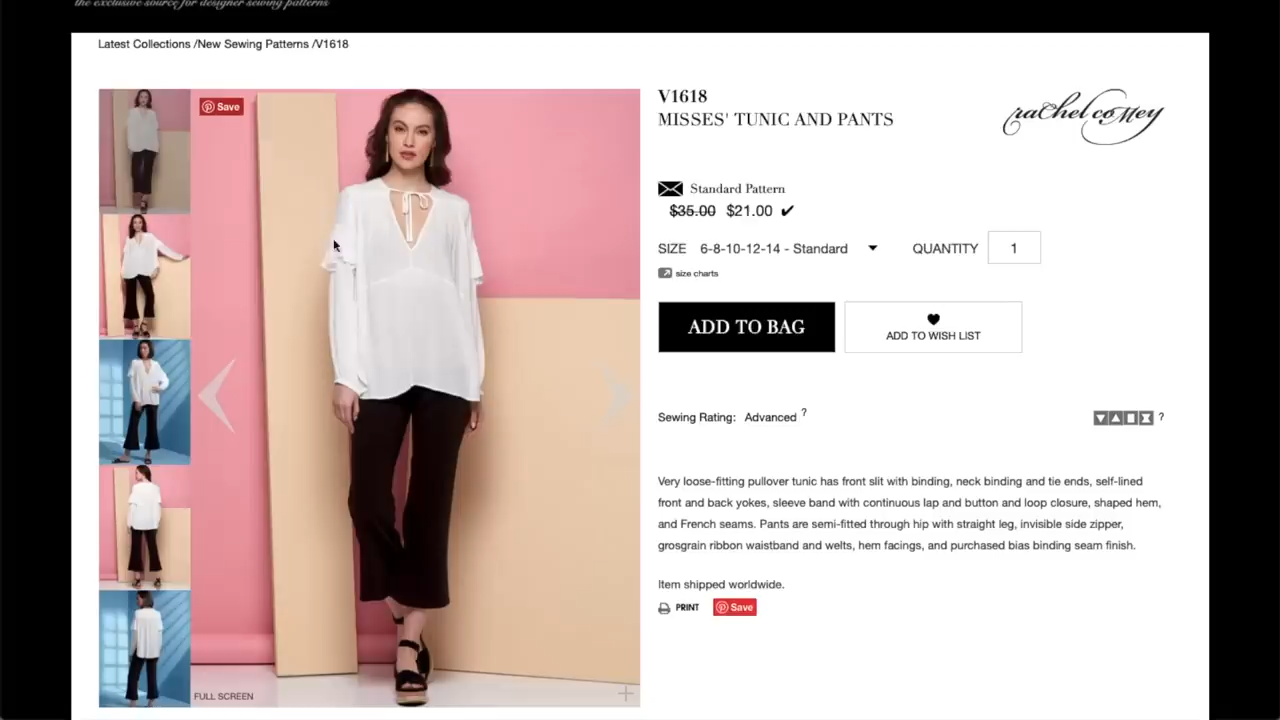 the exclusive source for designer sewing patterns
Latest Collections /New Sewing Patterns /V1618
Save
V1618
MISSES' TUNIC AND PANTS
rachel comey
Standard Pattern
$35.00 $21.00 ✔
SIZE 6-8-10-12-14 - Standard QUANTITY 1
size charts
ADD TO BAG
ADD TO WISH LIST
Sewing Rating: Advanced ?
?
Very loose-fitting pullover tunic has front slit with binding, neck binding and tie ends, self-lined
front and back yokes, sleeve band with continuous lap and button and loop closure, shaped hem,
and French seams. Pants are semi-fitted through hip with straight leg, invisible side zipper,
grosgrain ribbon waistband and welts, hem facings, and purchased bias binding seam finish.
Item shipped worldwide.
PRINT Save
FULL SCREEN